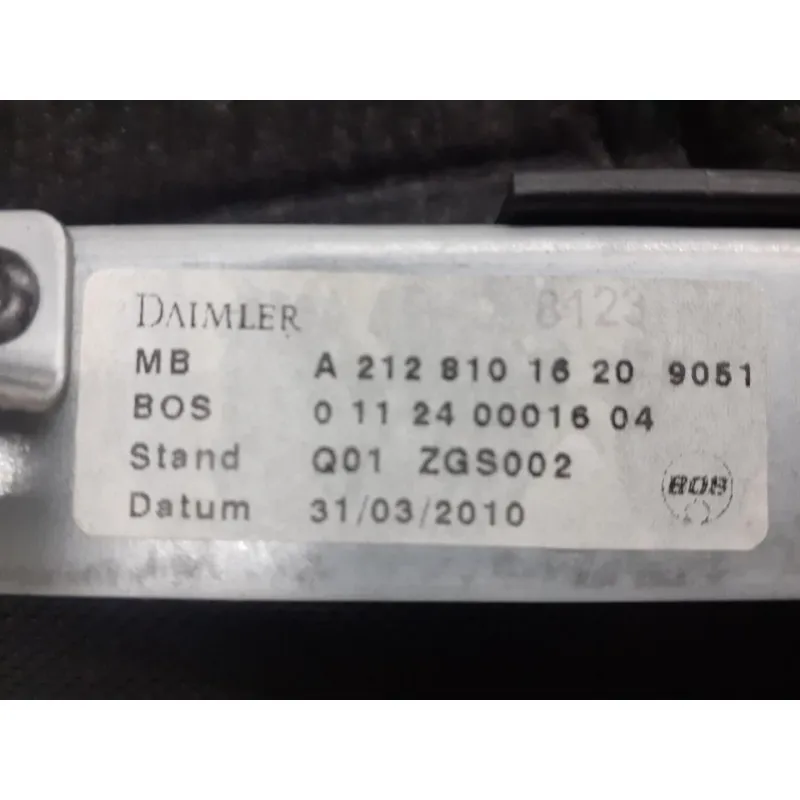 DAIMLER 8123
MB A 212 810 16 20 9051
BOS 0 11 24 00016 04
Stand Q01 ZGS002
Datum 31/03/2010
BOS